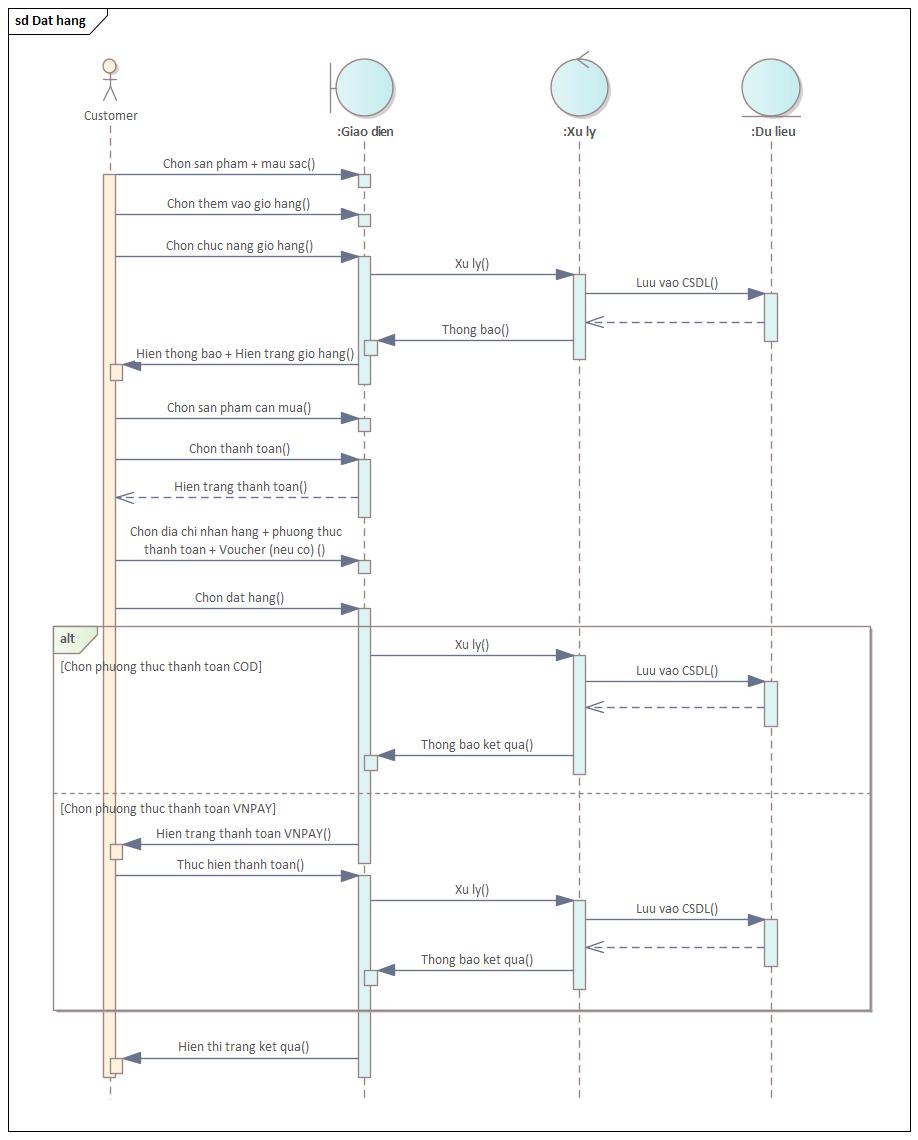 sd Dat hang
Customer
:Giao dien
:Xu ly
:Du lieu
Chon san pham + mau sac()
Chon them vao gio hang()
Chon chuc nang gio hang()
Xu ly()
Luu vao CSDL()
Thong bao()
Hien thong bao + Hien trang gio hang()
Chon san pham can mua()
Chon thanh toan()
Hien trang thanh toan()
Chon dia chi nhan hang + phuong thuc
thanh toan + Voucher (neu co) ()
Chon dat hang()
alt
Xu ly()
[Chon phuong thuc thanh toan COD]
Luu vao CSDL()
Thong bao ket qua()
[Chon phuong thuc thanh toan VNPAY]
Hien trang thanh toan VNPAY()
Thuc hien thanh toan()
Xu ly()
Luu vao CSDL()
Thong bao ket qua()
Hien thi trang ket qua()